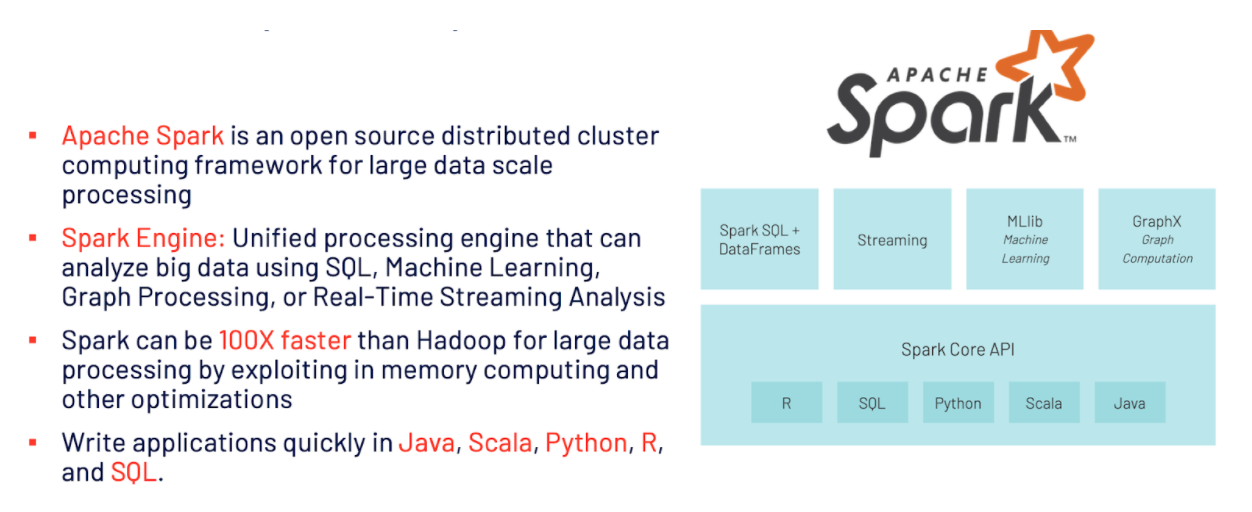 APACHE
Spark™
Apache Spark is an open source distributed cluster
computing framework for large data scale
processing
Spark Engine: Unified processing engine that can
analyze big data using SQL, Machine Learning,
Graph Processing, or Real-Time Streaming Analysis
Spark can be 100X faster than Hadoop for large data
processing by exploiting in memory computing and
other optimizations
Write applications quickly in Java, Scala, Python, R,
and SQL.
Spark SQL +
DataFrames
Streaming
MLlib
Machine
Learning
GraphX
Graph
Computation
Spark Core API
R
SQL
Python
Scala
Java